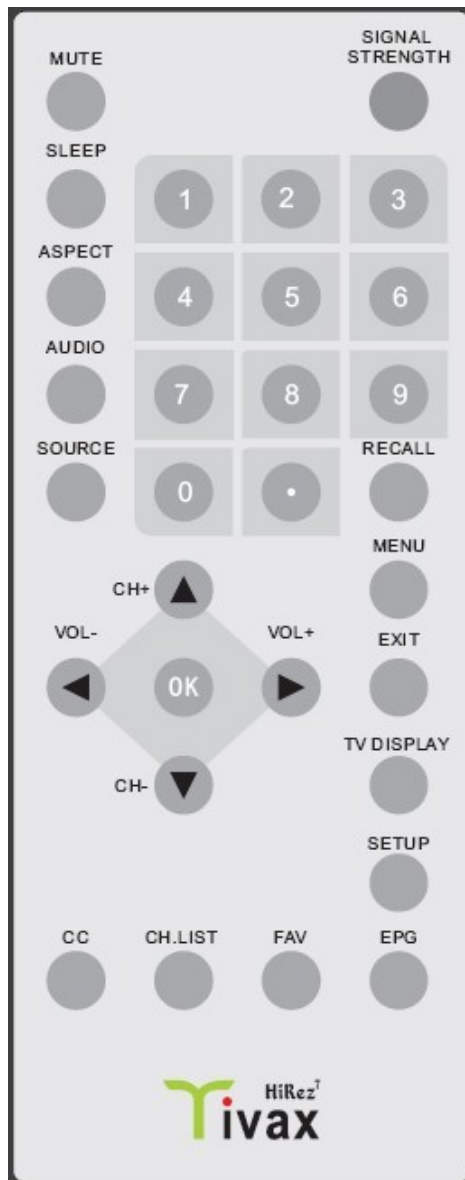 SIGNAL
MUTE STRENGTH
SLEEP
1 2 3
ASPECT
4 5 6
AUDIO
7 8 9
SOURCE RECALL
0 •
MENU
CH+
VOL- VOL+ EXIT
OK
TV DISPLAY
CH-
SETUP
CC CH.LIST FAV EPG
HiRez T
Tivax